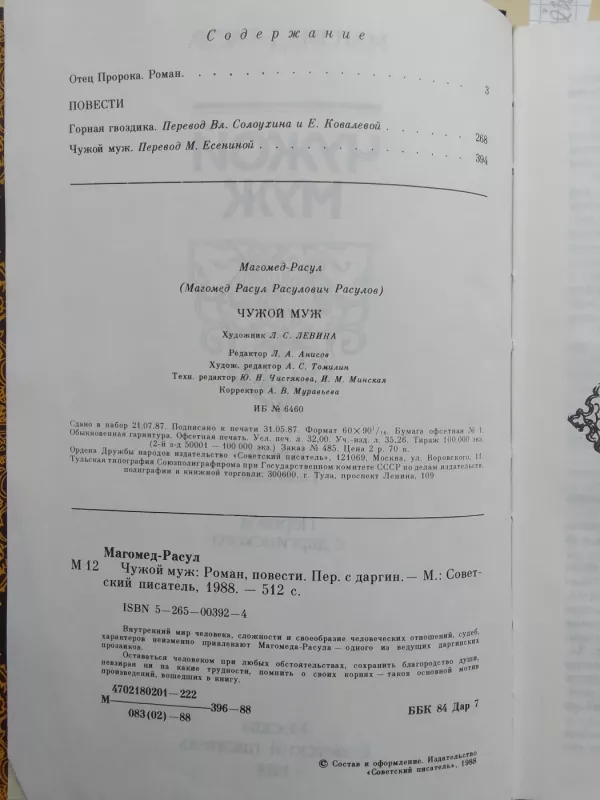 Содержание
Отец Пророка. Роман. . . . . . . . . . . . . . . . . 3
ПОВЕСТИ
Горная гвоздика. Перевод Вл. Солоухина и Е. Ковалевой . . . . . . 268
Чужой муж. Перевод М. Есениной . . . . . . . . . . . . 394
Магомед-Расул
(Магомед Расул Расулович Расулов)
ЧУЖОЙ МУЖ
Художник Л. С. ЛЕВИНА
Редактор Л. А. Анисов
Худож. редактор А. С. Томилин
Техн. редактор Ю. Н. Чистякова, И. М. Минская
Корректор А. В. Муравьева
ИБ № 6460
Сдано в набор 21.07.87. Подписано к печати 31.05.87. Формат 60×90¹/₁₆. Бумага офсетная № 1.
Обыкновенная гарнитура. Офсетная печать. Усл. печ. л. 32,00. Уч.-изд. л. 35,26. Тираж 100 000 экз.
(2-й з-д 50001 — 100 000 экз.) Заказ № 485. Цена 2 р. 70 к.
Ордена Дружбы народов издательство «Советский писатель», 121069, Москва, ул. Воровского, 11.
Тульская типография Союзполиграфпрома при Государственном комитете СССР по делам издательств,
полиграфии и книжной торговли, 300600, г. Тула, проспект Ленина, 109
Магомед-Расул
М 12 Чужой муж: Роман, повести. Пер. с даргин. — М.: Совет-
ский писатель, 1988. — 512 с.
ISBN 5—265—00392—4
Внутренний мир человека, сложности и своеобразие человеческих отношений, судеб,
характеров неизменно привлекают Магомеда-Расула — одного из ведущих даргинских
прозаиков.
Оставаться человеком при любых обстоятельствах, сохранить благородство души,
невзирая ни на какие трудности, помнить о своих корнях — таков основной мотив
произведений, вошедших в книгу.
4702180201—222
М—————396—88
083(02)—88
ББК 84 Дар 7
© Состав и оформление. Издательство
«Советский писатель», 1988